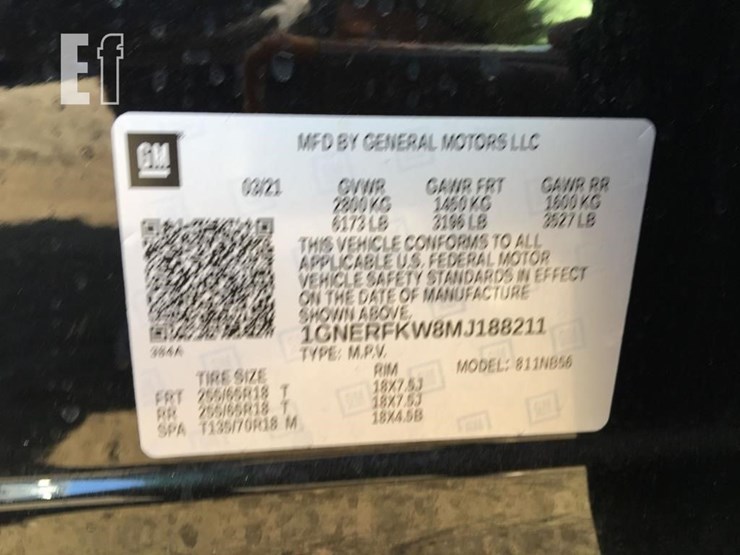 Ef
GM
MFD BY GENERAL MOTORS LLC
03/21 GVWR GAWR FRT GAWR RR
2800 KG 1450 KG 1600 KG
6173 LB 3196 LB 3527 LB
THIS VEHICLE CONFORMS TO ALL
APPLICABLE U.S. FEDERAL MOTOR
VEHICLE SAFETY STANDARDS IN EFFECT
ON THE DATE OF MANUFACTURE
SHOWN ABOVE.
1GNERFKW8MJ188211
384A
TYPE: M.P.V.
MODEL: 811NB56
TIRE SIZE RIM
FRT 255/65R18 T 18X7.5J
RR 255/65R18 T 18X7.5J
SPA T135/70R18 M 18X4.5B